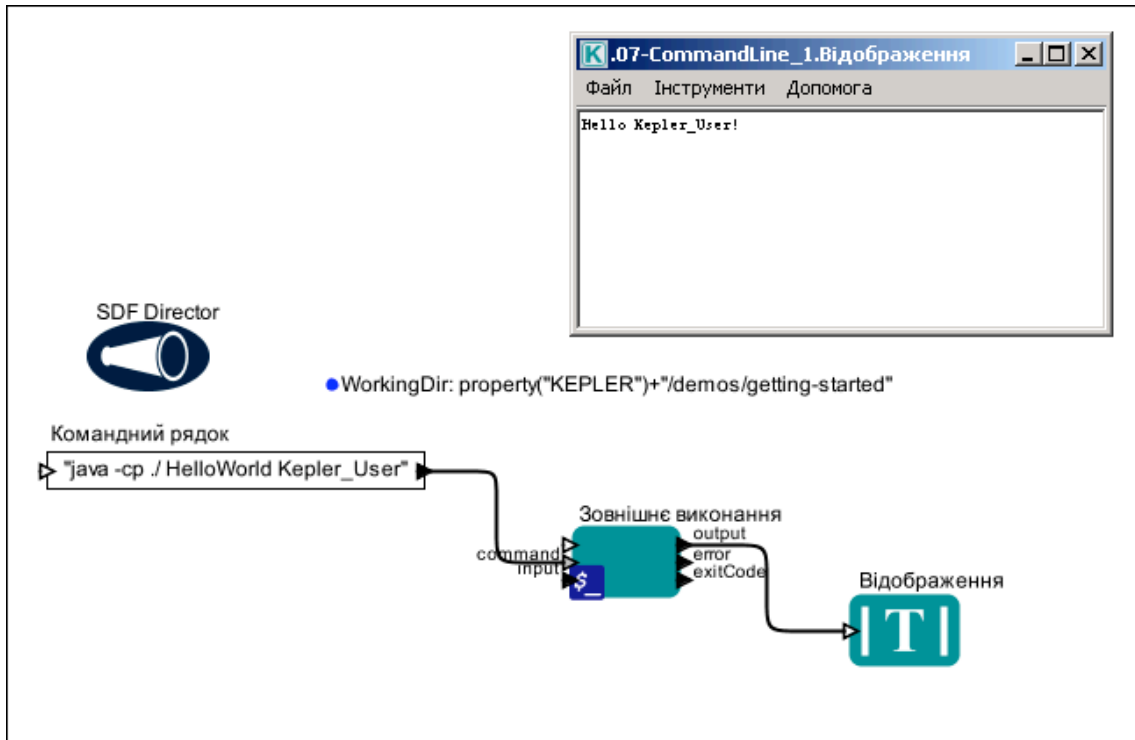 K .07-CommandLine_1.Відображення
Файл Інструменти Допомога
Hello Kepler_User!
SDF Director
WorkingDir: property("KEPLER")+"/demos/getting-started"
Командний рядок
"java -cp ./ HelloWorld Kepler_User"
Зовнішнє виконання
output
command
error
input
exitCode
$_
Відображення
T